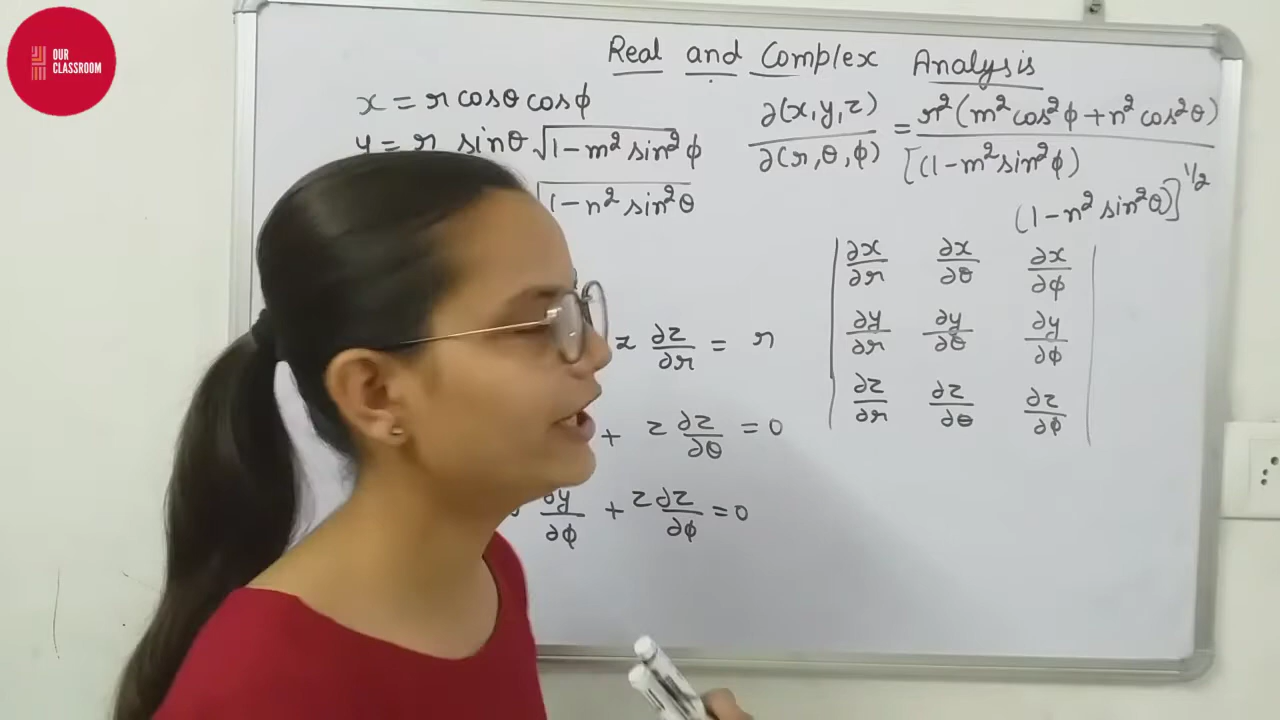 OUR
CLASSROOM
Real and Complex Analysis
x = r cosθ cosϕ
y = r sinθ √(1-m² sin²ϕ)
√(1-n² sin²θ)
∂(x,y,z)/∂(r,θ,ϕ) = r²(m² cos²ϕ + n² cos²θ)/[(1-m² sin²ϕ) (1-n² sin²θ)]^1/2
∂x/∂r ∂x/∂θ ∂x/∂ϕ
∂y/∂r ∂y/∂θ ∂y/∂ϕ
∂z/∂r ∂z/∂θ ∂z/∂ϕ
z ∂z/∂r = r
+ z ∂z/∂θ = 0
∂y/∂ϕ + z ∂z/∂ϕ = 0